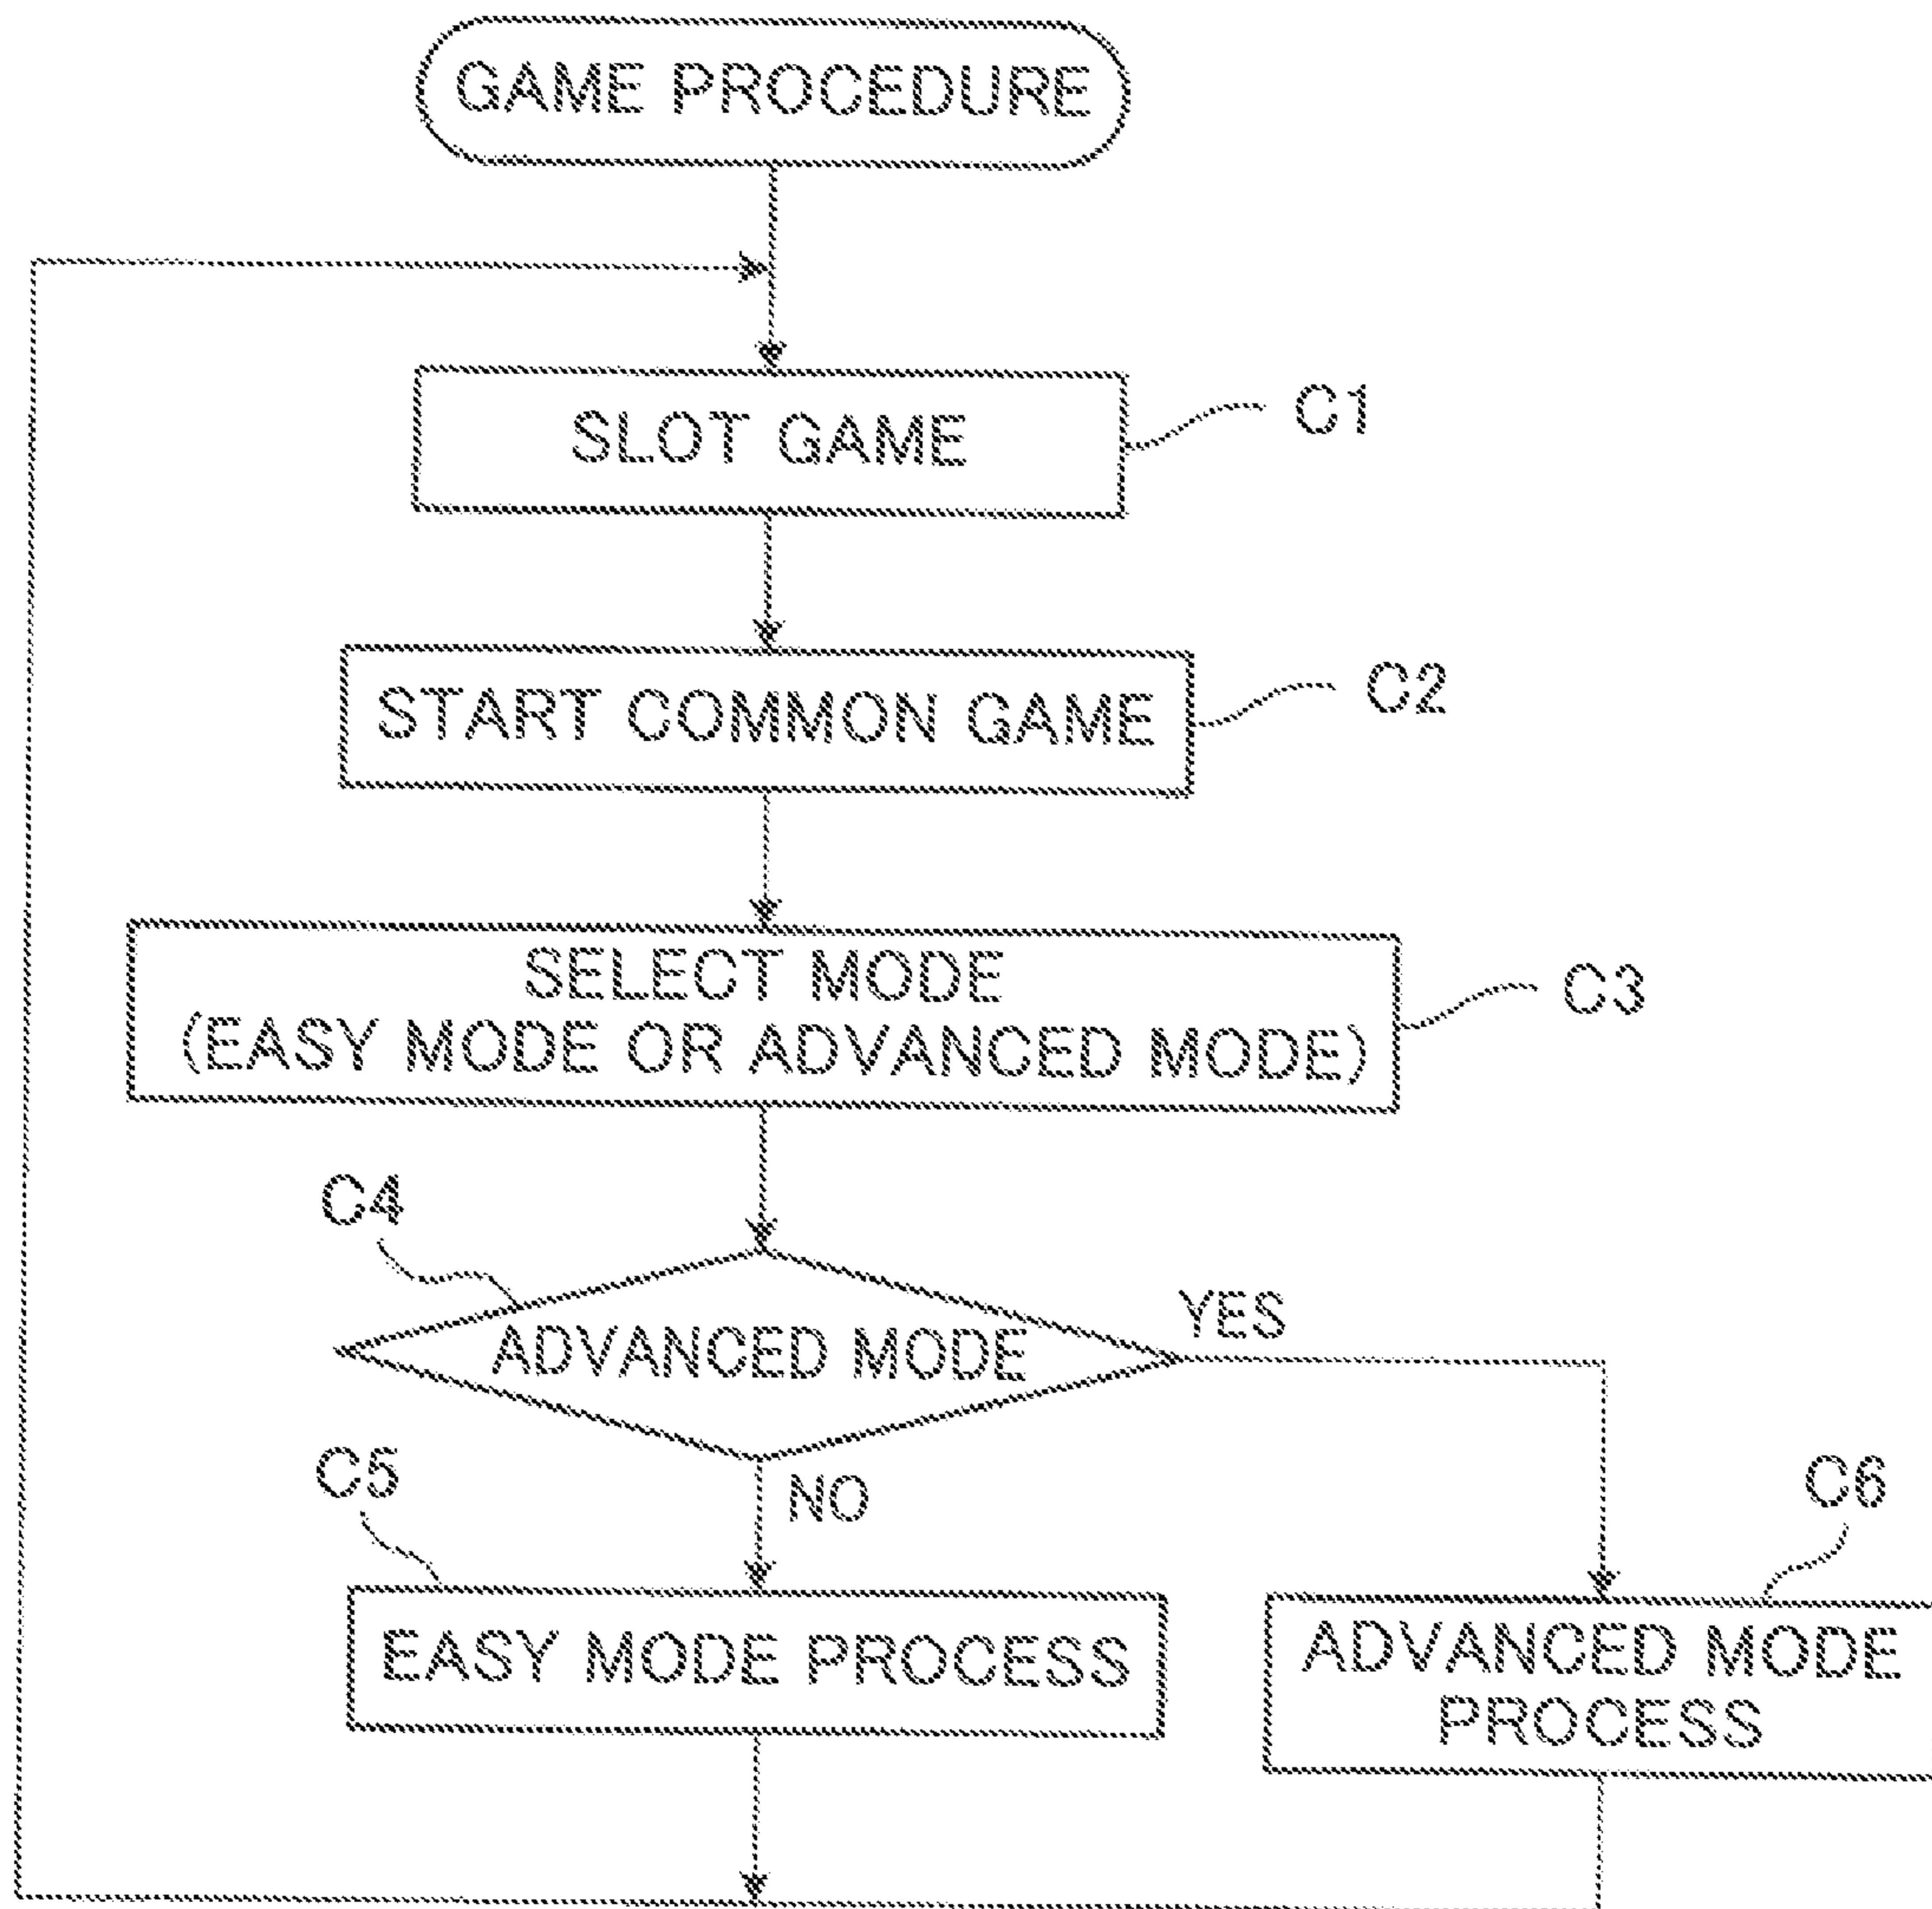 GAME PROCEDURE
SLOT GAME
C1
START COMMON GAME
C2
SELECT MODE
(EASY MODE OR ADVANCED MODE)
C3
C4
ADVANCED MODE
YES
NO
C5
EASY MODE PROCESS
C6
ADVANCED MODE
PROCESS